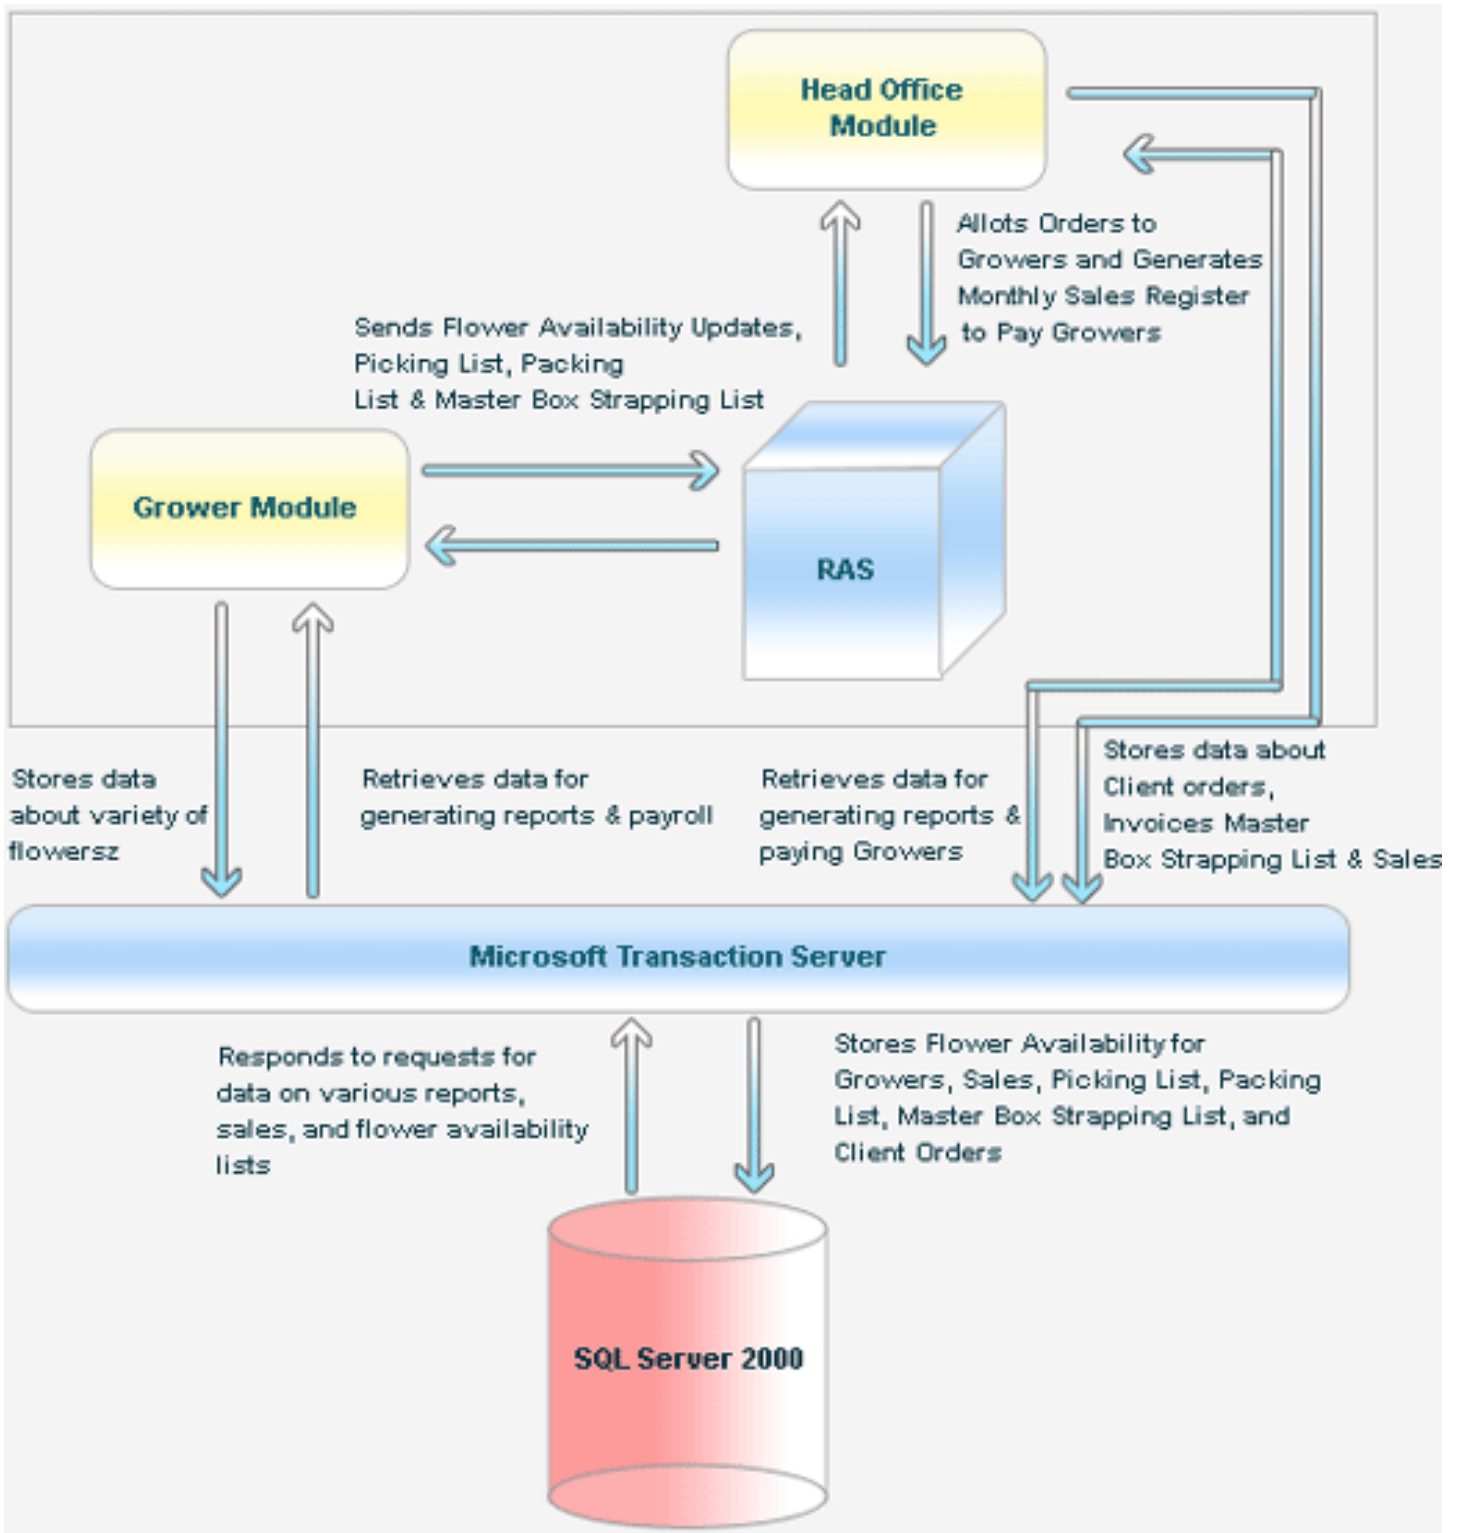 Head Office
Module
Allots Orders to
Growers and Generates
Monthly Sales Register
to Pay Growers
Sends Flower Availability Updates,
Picking List, Packing
List & Master Box Strapping List
Grower Module
RAS
Stores data
about variety of
flowersz
Retrieves data for
generating reports & payroll
Retrieves data for
generating reports &
paying Growers
Stores data about
Client orders,
Invoices Master
Box Strapping List & Sales
Microsoft Transaction Server
Responds to requests for
data on various reports,
sales, and flower availability
lists
Stores Flower Availability for
Growers, Sales, Picking List, Packing
List, Master Box Strapping List, and
Client Orders
SQL Server 2000